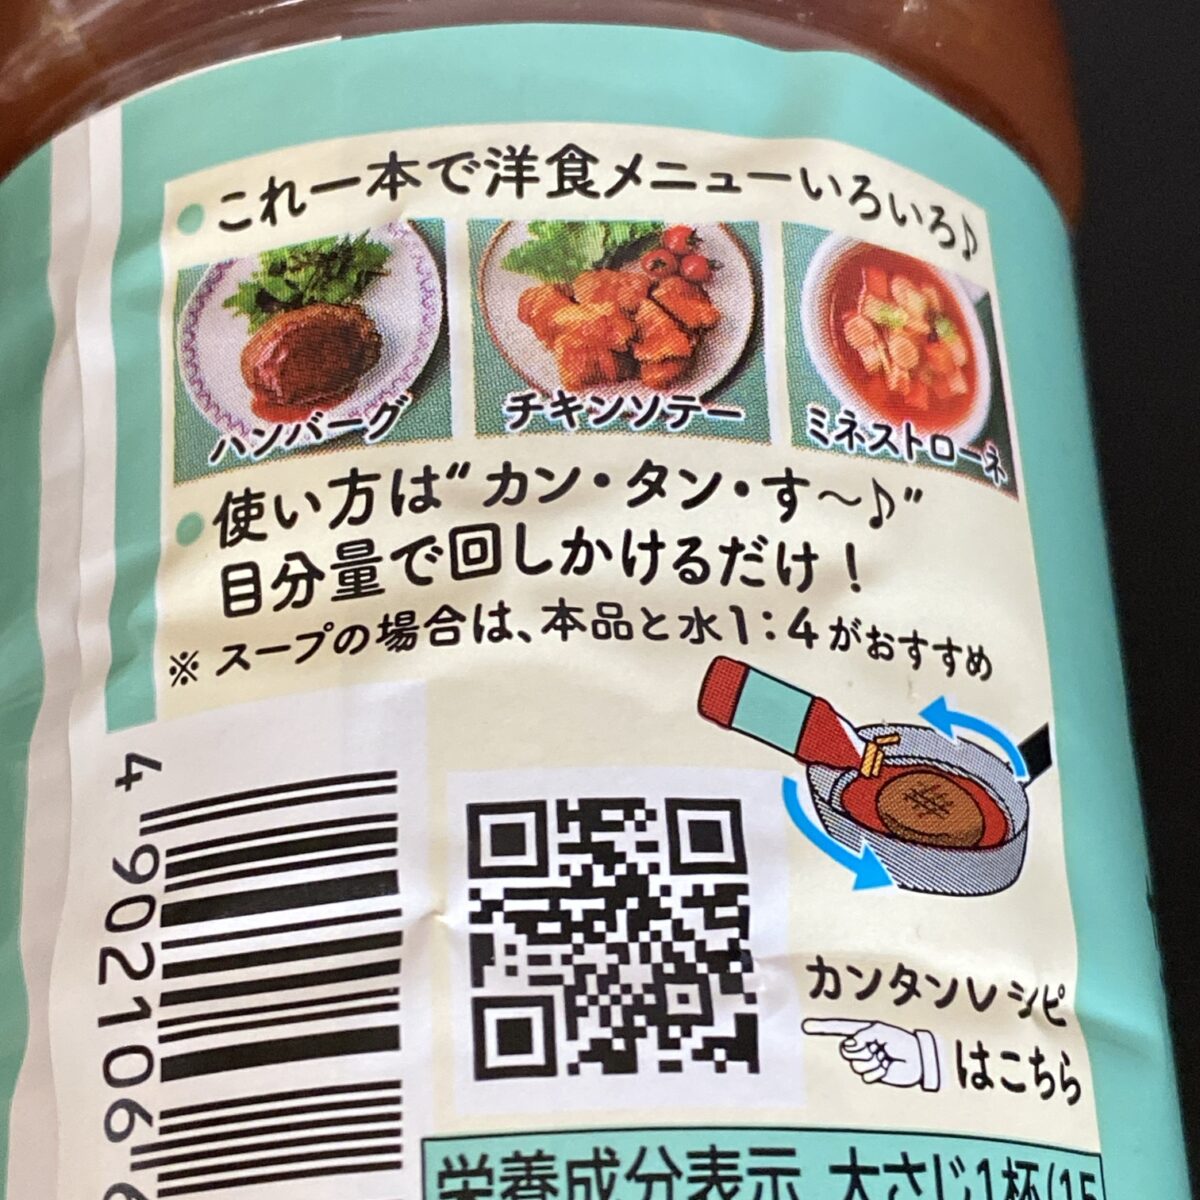 これ一本で洋食メニューいろいろ♪
ハンバーグ
チキンソテー
ミネストローネ
使い方は“カン・タン・す〜♪”
目分量で回しかけるだけ!
※スープの場合は、本品と水1:4がおすすめ
カンタンレシピ
はこちら
4 902106
栄養成分表示 大さじ1杯(15